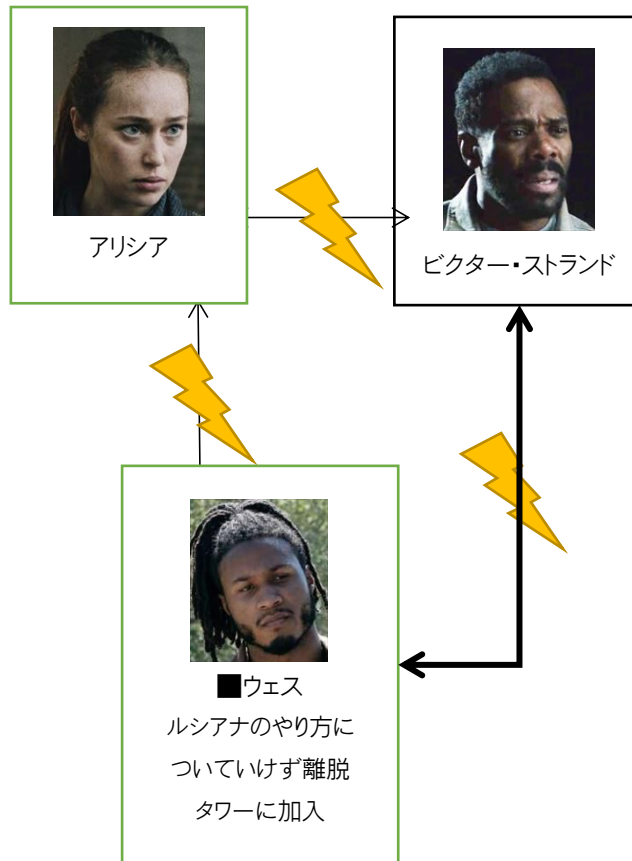 アリシア
ビクター・ストランド
■ウェス
ルシアナのやり方に
ついていけず離脱
タワーに加入